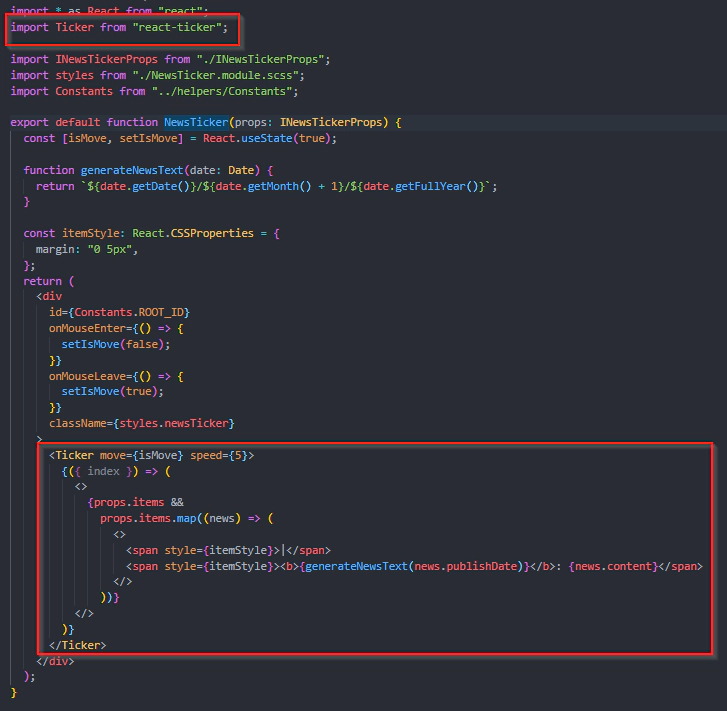 import * as React from "react";
import Ticker from "react-ticker";
import INewsTickerProps from "./INewsTickerProps";
import styles from "./NewsTicker.module.scss";
import Constants from "../helpers/Constants";
export default function NewsTicker(props: INewsTickerProps) {
const [isMove, setIsMove] = React.useState(true);
function generateNewsText(date: Date) {
return `${date.getDate()}/${date.getMonth() + 1}/${date.getFullYear()}`;
}
const itemStyle: React.CSSProperties = {
margin: "0 5px",
};
return (
<div
id={Constants.ROOT_ID}
onMouseEnter={() => {
setIsMove(false);
}}
onMouseLeave={() => {
setIsMove(true);
}}
className={styles.newsTicker}
>
<Ticker move={isMove} speed={5}>
{({ index }) => (
<>
{props.items &&
props.items.map((news) => (
<>
<span style={itemStyle}>|</span>
<span style={itemStyle}><b>{generateNewsText(news.publishDate)}</b>: {news.content}</span>
</>
))}
</>
)}
</Ticker>
</div>
);
}